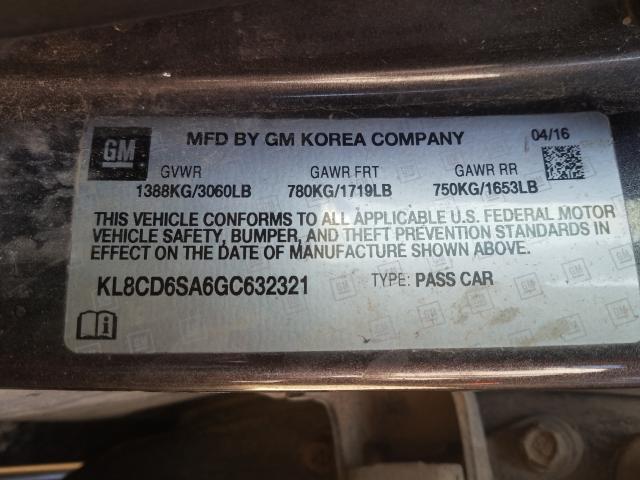 GM MFD BY GM KOREA COMPANY 04/16
GVWR GAWR FRT GAWR RR
1388KG/3060LB 780KG/1719LB 750KG/1653LB
THIS VEHICLE CONFORMS TO ALL APPLICABLE U.S. FEDERAL MOTOR
VEHICLE SAFETY, BUMPER, AND THEFT PREVENTION STANDARDS IN
EFFECT ON THE DATE OF MANUFACTURE SHOWN ABOVE.
KL8CD6SA6GC632321 TYPE: PASS CAR